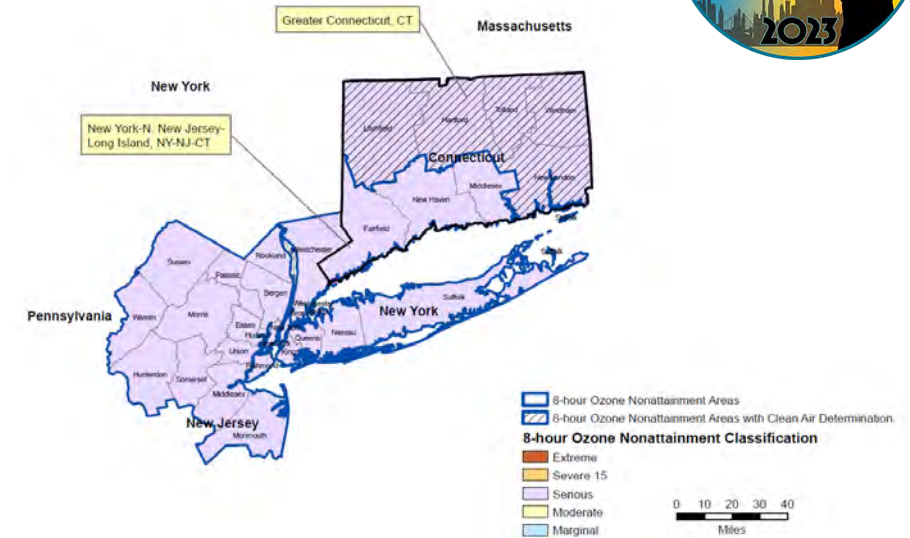 2023
Greater Connecticut, CT
Massachusetts
New York
New York-N. New Jersey-
Long Island, NY-NJ-CT
Litchfield
Hartford
Tolland
Windham
Connecticut
New London
Middlesex
New Haven
Fairfield
Suffolk
Westchester
Rockland
Sussex
Passaic
Bergen
Suffolk
New York
Pennsylvania
Warren
Morris
Essex
Queens
Nassau
Union
Hunterdon
Somerset
Middlesex
New Jersey
Monmouth
8-hour Ozone Nonattainment Areas
8-hour Ozone Nonattainment Areas with Clean Air Determination
8-hour Ozone Nonattainment Classification
Extreme
Severe 15
Serious
Moderate
Marginal
0 10 20 30 40
Miles